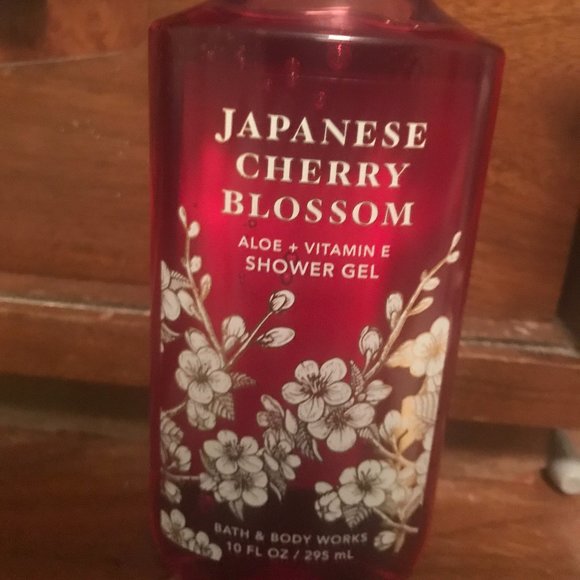 JAPANESE
CHERRY
BLOSSOM
ALOE + VITAMIN E
SHOWER GEL
BATH & BODY WORKS
10 FL OZ / 295 mL